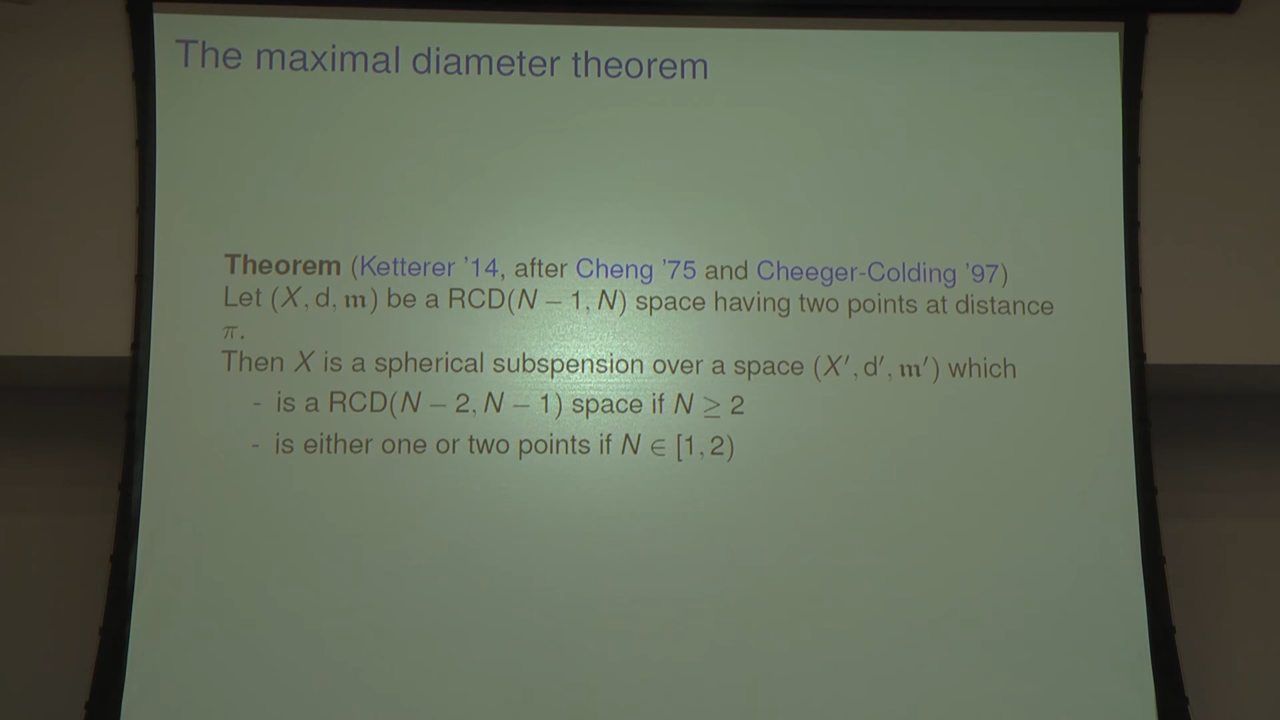 The maximal diameter theorem
Theorem (Ketterer '14, after Cheng '75 and Cheeger-Colding '97)
Let (X, d, 𝔪) be a RCD(N − 1, N) space having two points at distance
π.
Then X is a spherical subspension over a space (X′, d′, 𝔪′) which
- is a RCD(N − 2, N − 1) space if N ≥ 2
- is either one or two points if N ∈ [1, 2)